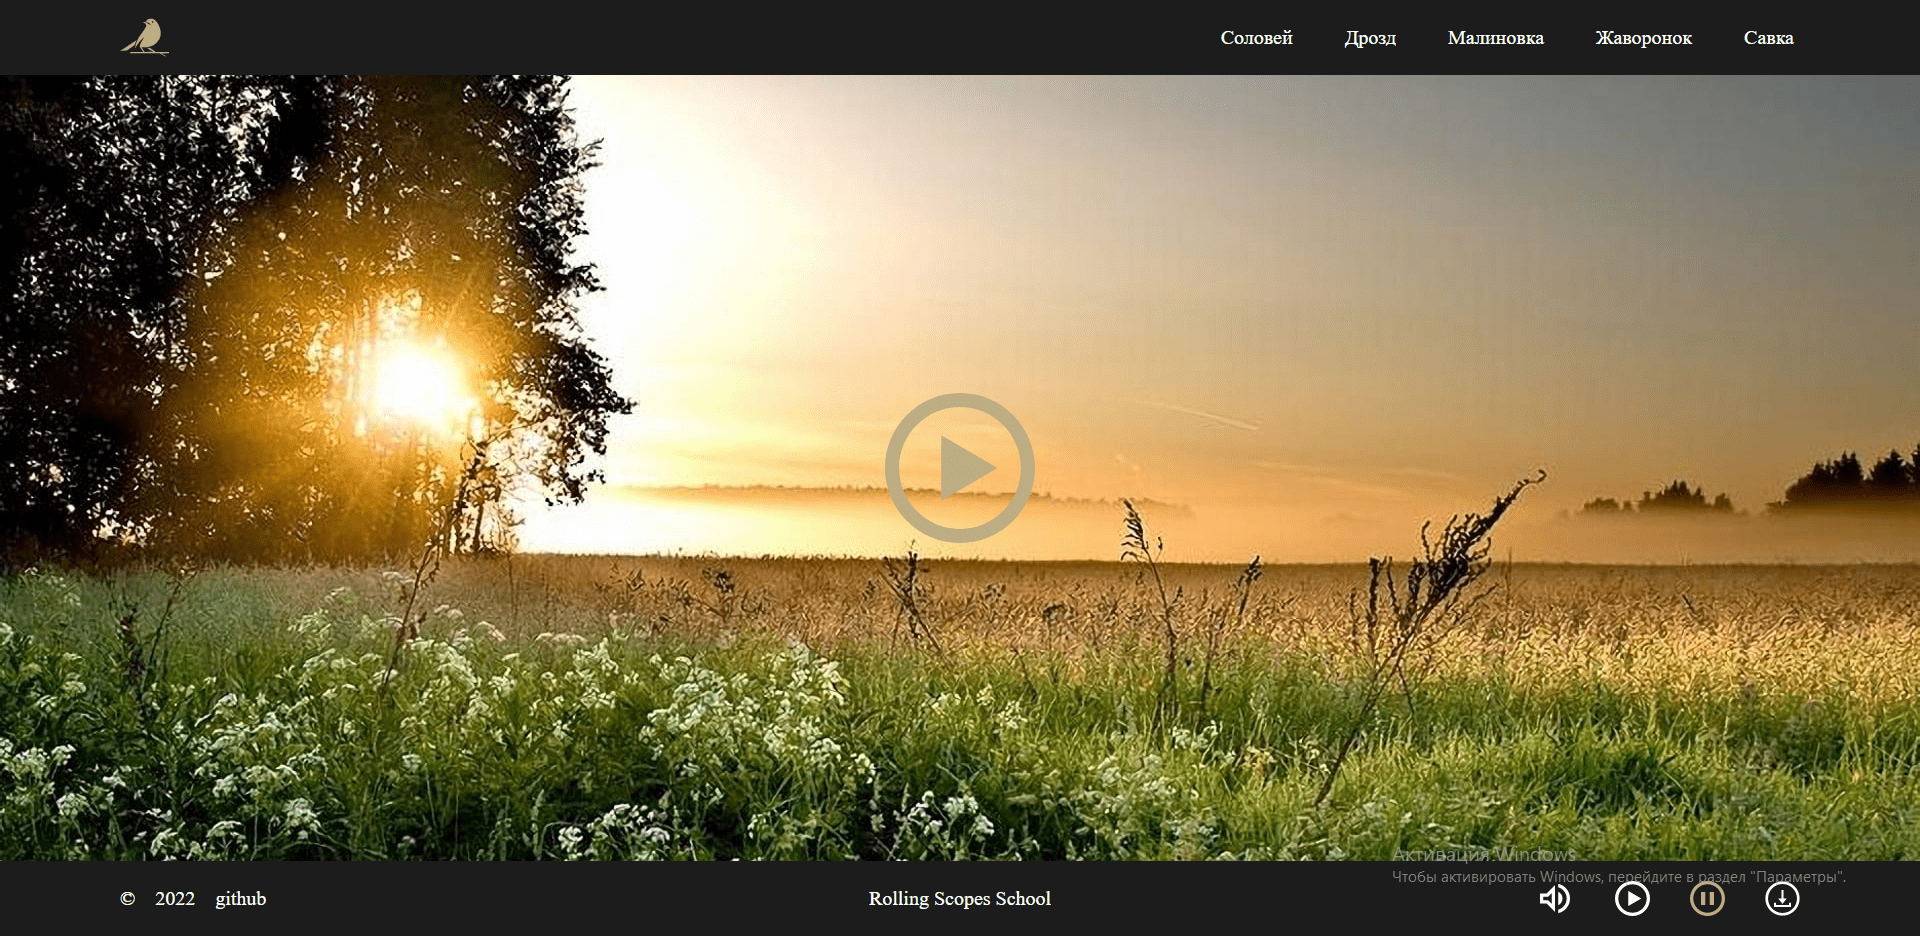 Соловей Дрозд Малиновка Жаворонок Савка
Активация Windows
Чтобы активировать Windows, перейдите в раздел "Параметры".
© 2022 github Rolling Scopes School